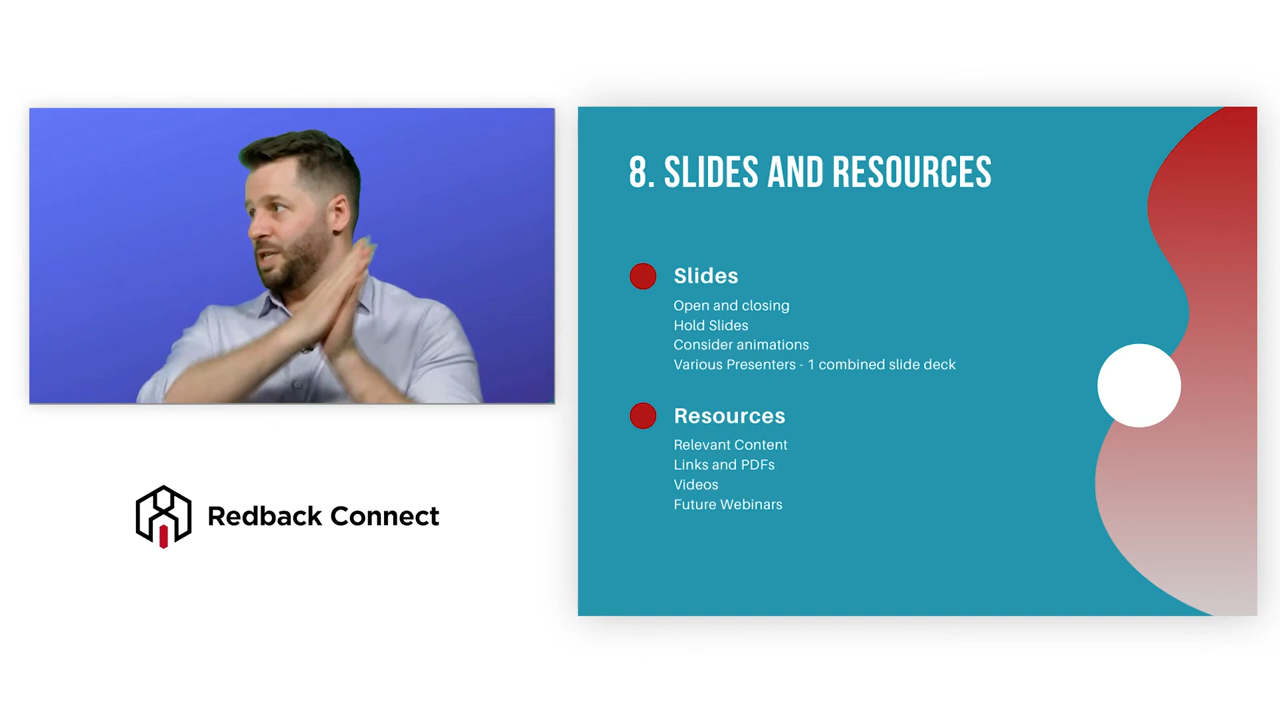 8. SLIDES AND RESOURCES
Slides
Open and closing
Hold Slides
Consider animations
Various Presenters - 1 combined slide deck
Resources
Relevant Content
Links and PDFs
Videos
Future Webinars
Redback Connect